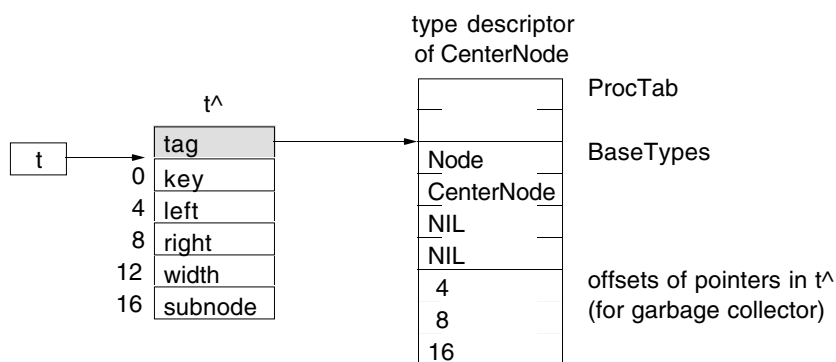 type descriptor
of CenterNode
t^
ProcTab
t
tag
BaseTypes
Node
0 key
CenterNode
4 left
NIL
8 right
NIL
12 width
offsets of pointers in t^
4
(for garbage collector)
16 subnode
8
16